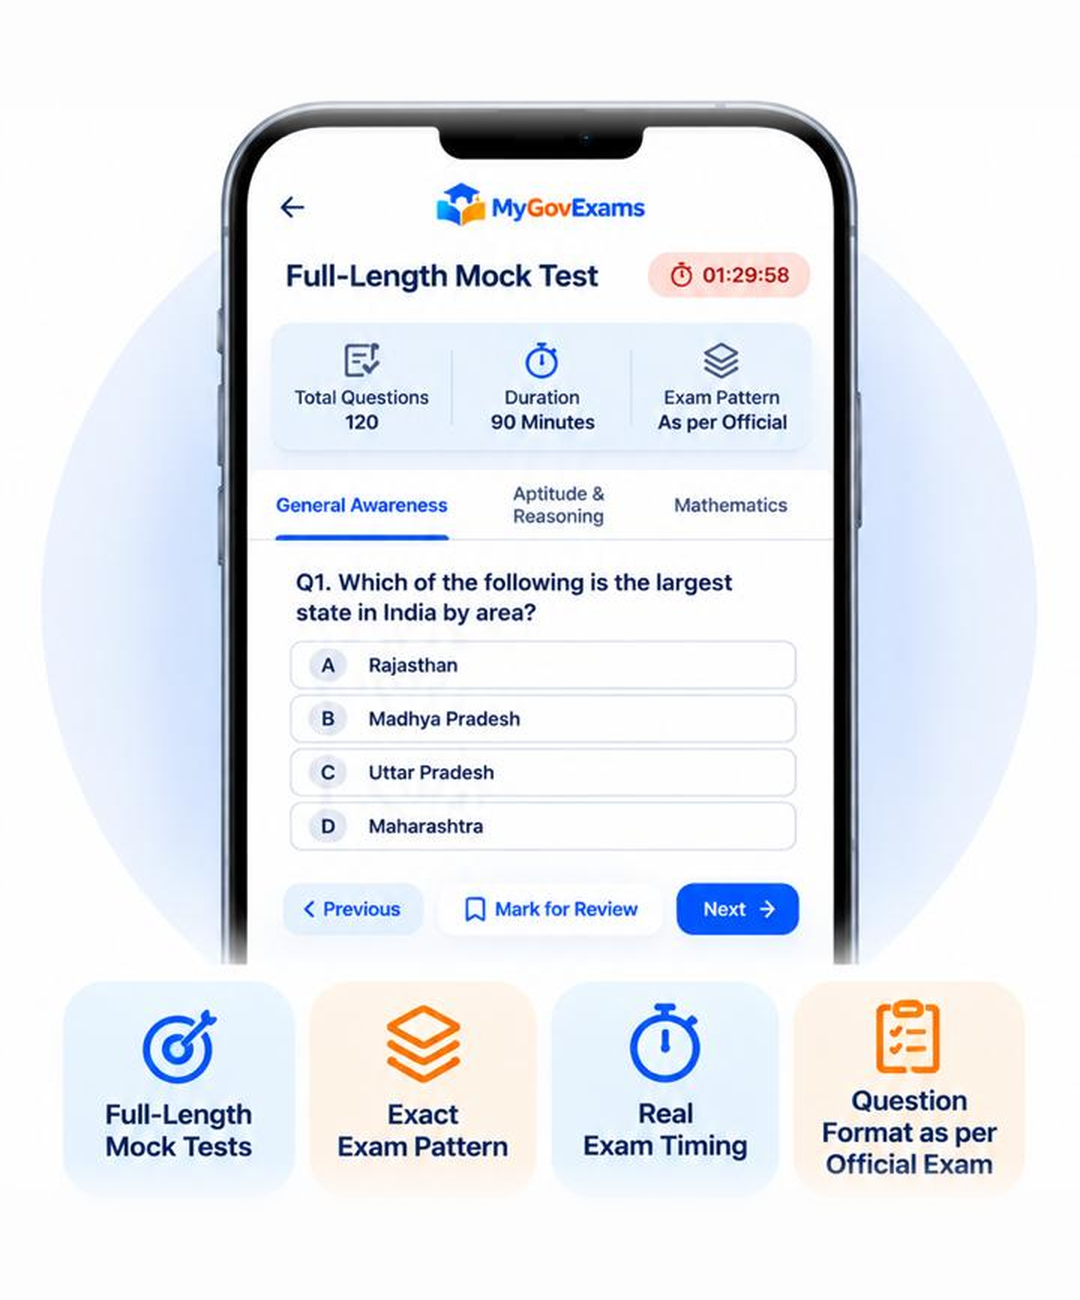 MyGovExams
Full-Length Mock Test
01:29:58
Total Questions
120
Duration
90 Minutes
Exam Pattern
As per Official
General Awareness
Aptitude &
Reasoning
Mathematics
Q1. Which of the following is the largest
state in India by area?
A Rajasthan
B Madhya Pradesh
C Uttar Pradesh
D Maharashtra
Previous
Mark for Review
Next
Full-Length
Mock Tests
Exact
Exam Pattern
Real
Exam Timing
Question
Format as per
Official Exam